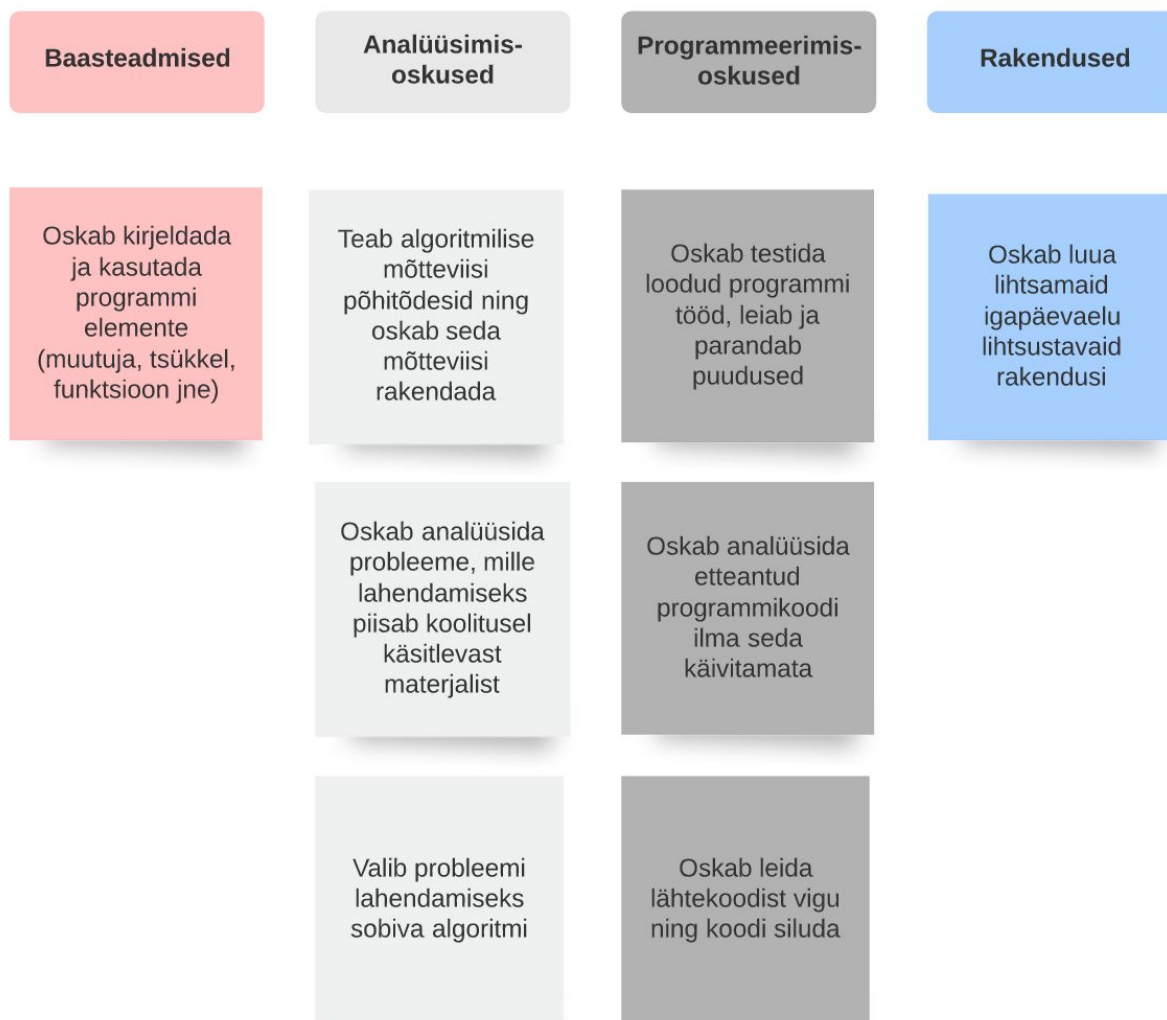 Baasteadmised
Analüüsimis-
oskused
Programmeerimis-
oskused
Rakendused
Oskab kirjeldada
ja kasutada
programmi
elemente
(muutuja, tsükkel,
funktsioon jne)
Teab algoritmilise
mõtteviisi
põhitõdesid ning
oskab seda
mõtteviisi
rakendada
Oskab testida
loodud programmi
tööd, leiab ja
parandab
puudused
Oskab luua
lihtsamaid
igapäevaelu
lihtsustavaid
rakendusi
Oskab analüüsida
probleeme, mille
lahendamiseks
piisab koolitusel
käsitlevast
materjalist
Oskab analüüsida
etteantud
programmikoodi
ilma seda
käivitamata
Valib probleemi
lahendamiseks
sobiva algoritmi
Oskab leida
lähtekoodist vigu
ning koodi siluda